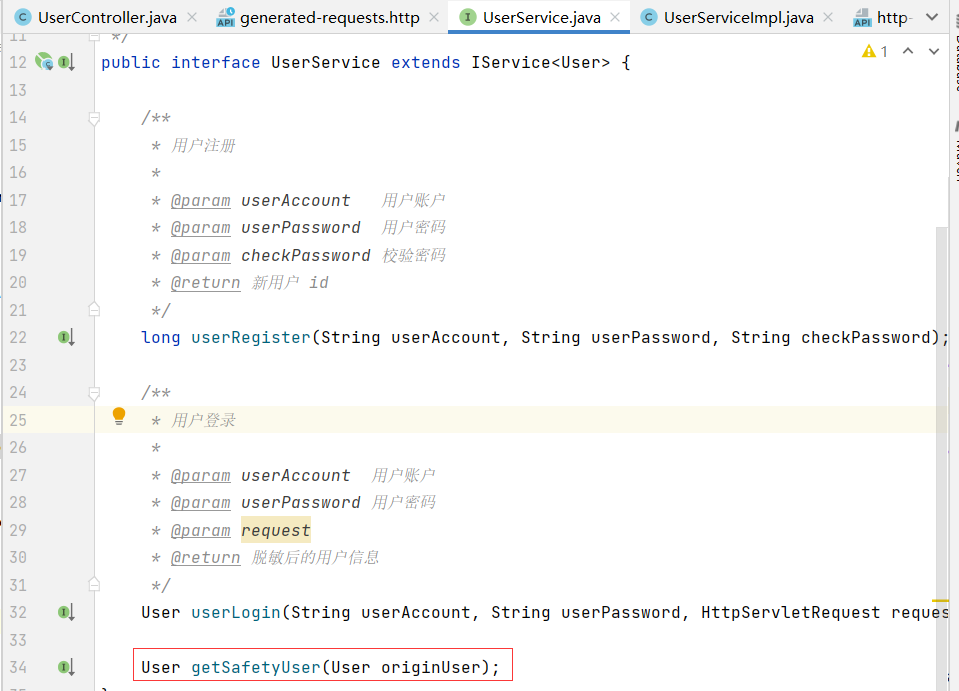 UserController.java
generated-requests.http
UserService.java
UserServiceImpl.java
http-
1
11 */
12 public interface UserService extends IService<User> {
13
14 /**
15 * 用户注册
16 *
17 * @param userAccount 用户账户
18 * @param userPassword 用户密码
19 * @param checkPassword 校验密码
20 * @return 新用户 id
21 */
22 long userRegister(String userAccount, String userPassword, String checkPassword);
23
24 /**
25 * 用户登录
26 *
27 * @param userAccount 用户账户
28 * @param userPassword 用户密码
29 * @param request
30 * @return 脱敏后的用户信息
31 */
32 User userLogin(String userAccount, String userPassword, HttpServletRequest reques
33
34 User getSafetyUser(User originUser);